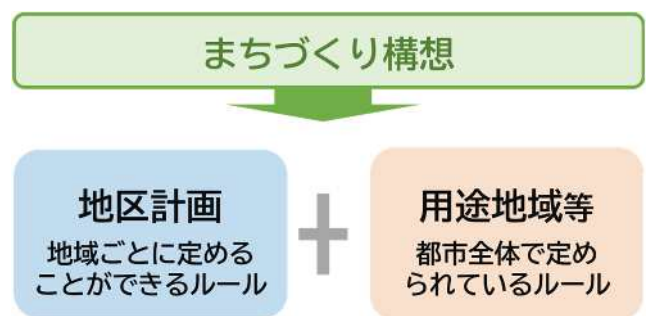 まちづくり構想
地区計画
地域ごとに定める
ことができるルール
用途地域等
都市全体で定め
られているルール